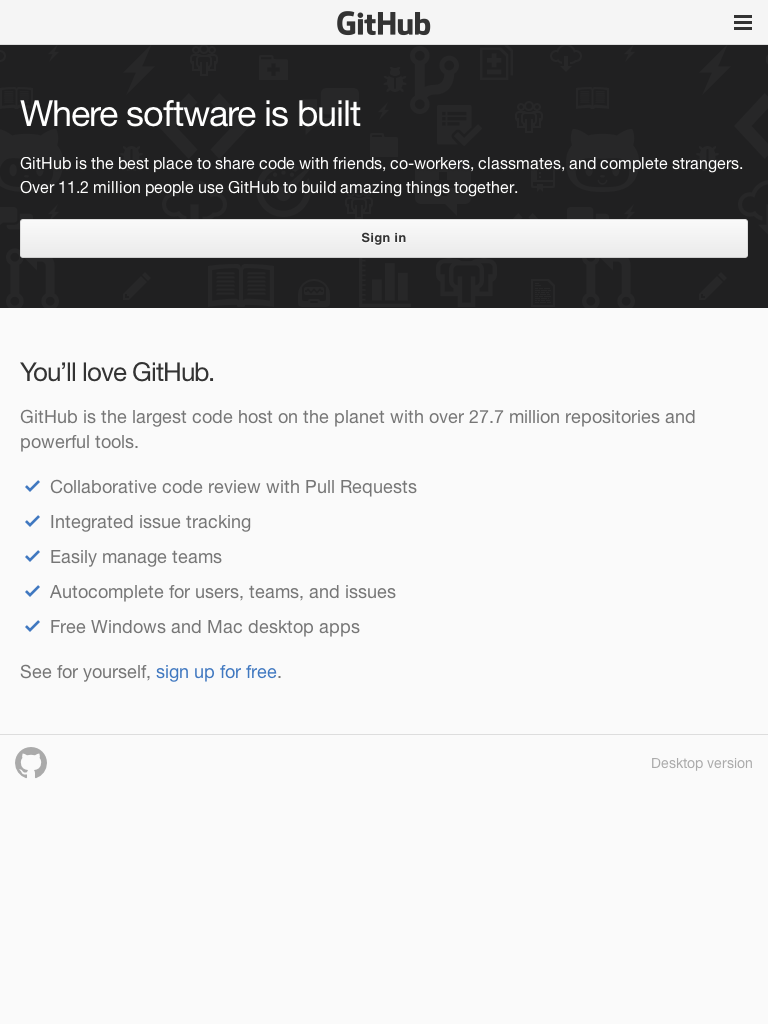 GitHub
Where software is built
GitHub is the best place to share code with friends, co-workers, classmates, and complete strangers.
Over 11.2 million people use GitHub to build amazing things together.
Sign in
You’ll love GitHub.
GitHub is the largest code host on the planet with over 27.7 million repositories and
powerful tools.
Collaborative code review with Pull Requests
Integrated issue tracking
Easily manage teams
Autocomplete for users, teams, and issues
Free Windows and Mac desktop apps
See for yourself, sign up for free.
Desktop version